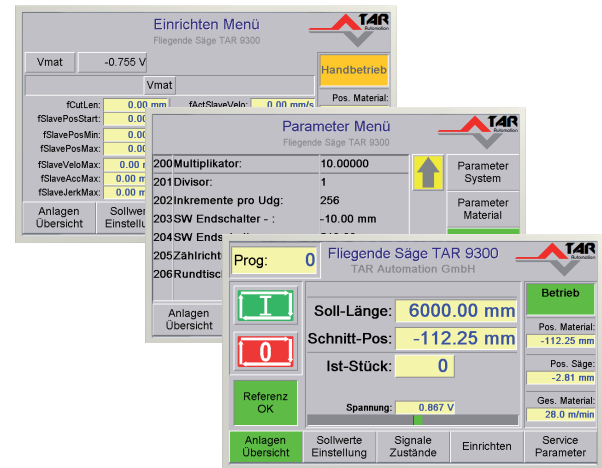 Einrichten Menü
Fliegende Säge TAR 9300
TAR
Automation
Vmat
-0.755 V
Handbetrieb
Vmat
Pos. Material:
fCutLen: 0.00 mm
fActSlaveVelo: 0.00 mm/s
fSlavePosStart: 0.00
fSlavePosMin: 0.00
fSlavePosMax: 0.00
fSlaveVeloMax: 0.00
fSlaveAccMax: 0.00
fSlaveJerkMax: 0.00
Anlagen
Übersicht
Parameter Menü
Fliegende Säge TAR 9300
TAR
Automation
200 Multiplikator: 10.00000
201 Divisor: 1
202 Inkremente pro Udg: 256
203 SW Endschalter - : -10.00 mm
204 SW Ends
205 Zählricht
206 Rundtisc
Parameter
System
Parameter
Material
Anlagen
Übersicht
Prog: 0
Fliegende Säge TAR 9300
TAR Automation GmbH
TAR
Automation
I
0
Referenz
OK
Soll-Länge: 6000.00 mm
Schnitt-Pos: -112.25 mm
Ist-Stück: 0
Spannung: 0.867 V
Betrieb
Pos. Material:
-112.25 mm
Pos. Säge:
-2.81 mm
Ges. Material:
28.0 m/min
Anlagen
Übersicht
Sollwerte
Einstellung
Signale
Zustände
Einrichten
Service
Parameter